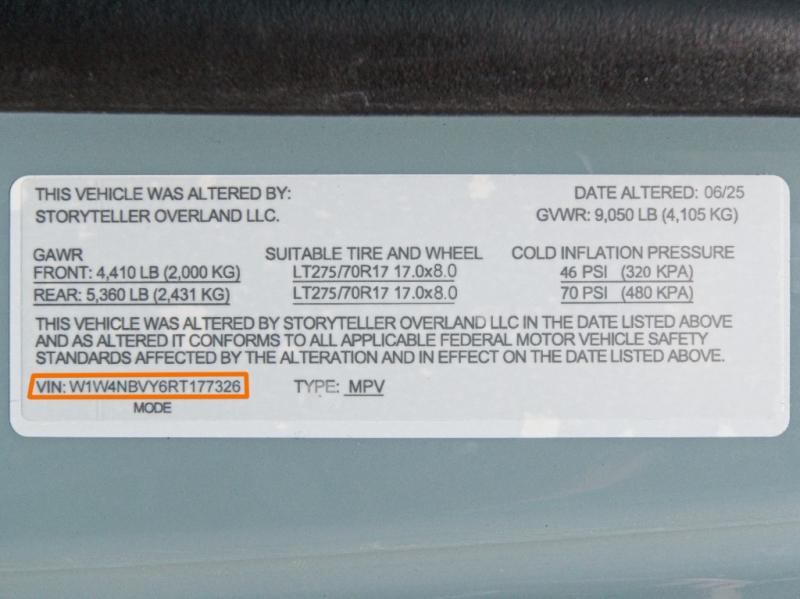 THIS VEHICLE WAS ALTERED BY:
STORYTELLER OVERLAND LLC.
DATE ALTERED: 06/25
GVWR: 9,050 LB (4,105 KG)
GAWR
FRONT: 4,410 LB (2,000 KG)
REAR: 5,360 LB (2,431 KG)
SUITABLE TIRE AND WHEEL
LT275/70R17 17.0x8.0
LT275/70R17 17.0x8.0
COLD INFLATION PRESSURE
46 PSI (320 KPA)
70 PSI (480 KPA)
THIS VEHICLE WAS ALTERED BY STORYTELLER OVERLAND LLC IN THE DATE LISTED ABOVE
AND AS ALTERED IT CONFORMS TO ALL APPLICABLE FEDERAL MOTOR VEHICLE SAFETY
STANDARDS AFFECTED BY THE ALTERATION AND IN EFFECT ON THE DATE LISTED ABOVE.
VIN: W1W4NBVY6RT177326
TYPE: MPV
MODE